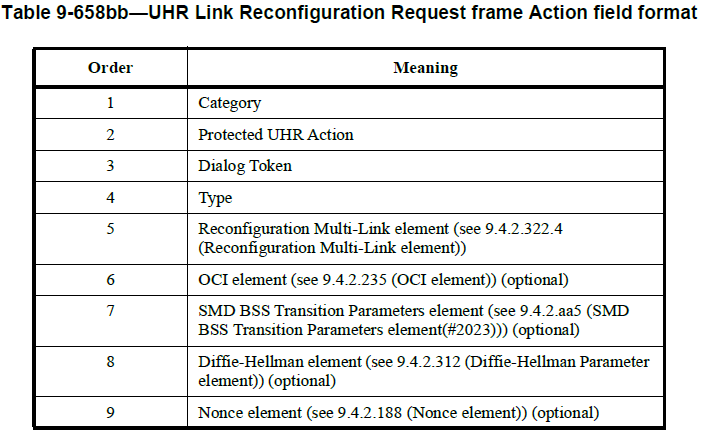 Table 9-658bb—UHR Link Reconfiguration Request frame Action field format
Order Meaning
1 Category
2 Protected UHR Action
3 Dialog Token
4 Type
5 Reconfiguration Multi-Link element (see 9.4.2.322.4
(Reconfiguration Multi-Link element))
6 OCI element (see 9.4.2.235 (OCI element)) (optional)
7 SMD BSS Transition Parameters element (see 9.4.2.aa5 (SMD
BSS Transition Parameters element(#2023))) (optional)
8 Diffie-Hellman element (see 9.4.2.312 (Diffie-Hellman Parameter
element)) (optional)
9 Nonce element (see 9.4.2.188 (Nonce element)) (optional)